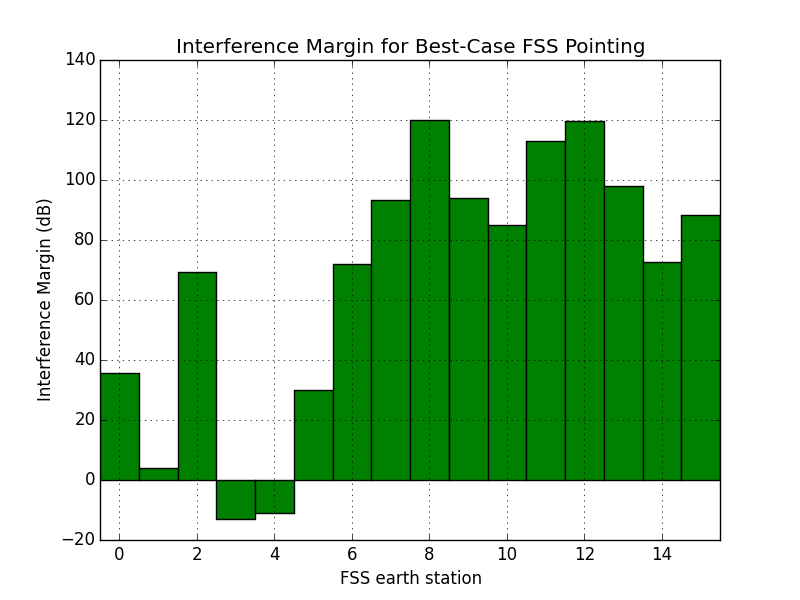 Interference Margin for Best-Case FSS Pointing
140
120
100
80
60
40
20
0
−20
Interference Margin (dB)
0 2 4 6 8 10 12 14
FSS earth station